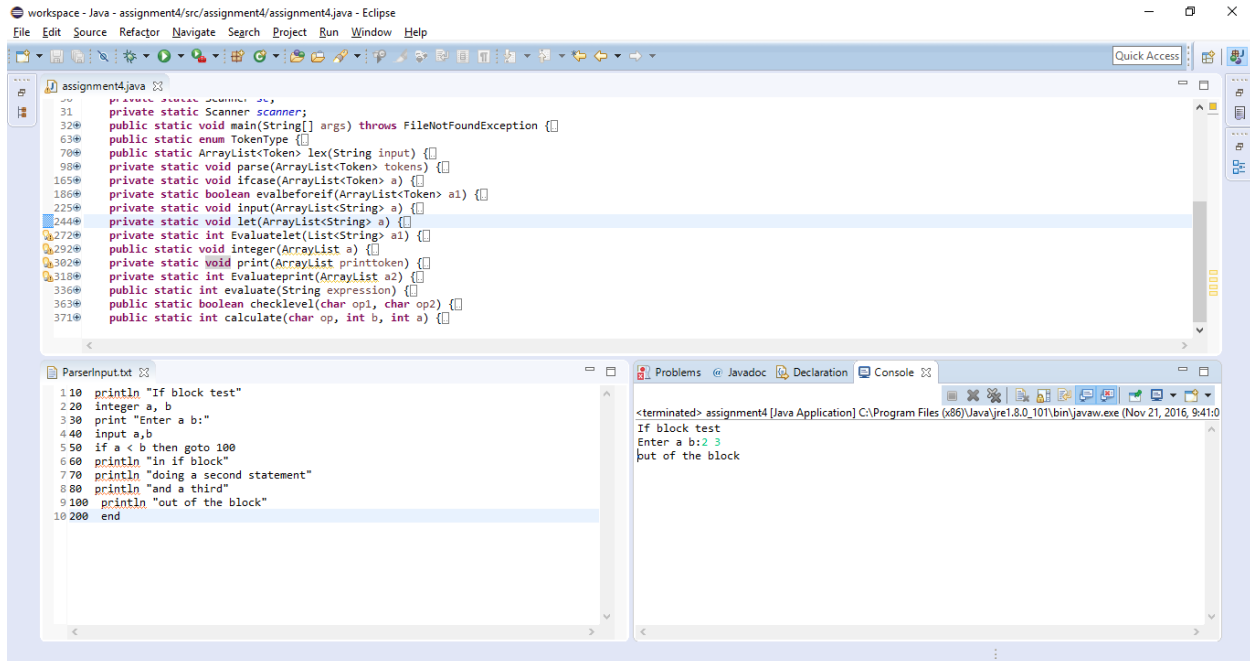 workspace - Java - assignment4/src/assignment4/assignment4.java - Eclipse
File Edit Source Refactor Navigate Search Project Run Window Help
Quick Access
assignment4.java
30 private static Scanner sc;
31 private static Scanner scanner;
32 public static void main(String[] args) throws FileNotFoundException {
63 public static enum TokenType {
70 public static ArrayList<Token> lex(String input) {
98 private static void parse(ArrayList<Token> tokens) {
165 private static void ifcase(ArrayList<Token> a) {
186 private static boolean evalbeforeif(ArrayList<Token> a1) {
225 private static void input(ArrayList<String> a) {
244 private static void let(ArrayList<String> a) {
272 private static int Evaluatelet(List<String> a1) {
292 public static void integer(ArrayList a) {
302 private static void print(ArrayList printtoken) {
318 private static int Evaluateprint(ArrayList a2) {
336 public static int evaluate(String expression) {
363 public static boolean checklevel(char op1, char op2) {
371 public static int calculate(char op, int b, int a) {
ParserInput.txt
1 10 println "If block test"
2 20 integer a, b
3 30 print "Enter a b:"
4 40 input a,b
5 50 if a < b then goto 100
6 60 println "in if block"
7 70 println "doing a second statement"
8 80 println "and a third"
9 100 println "out of the block"
10 200 end
Problems @ Javadoc Declaration Console
<terminated> assignment4 [Java Application] C:\Program Files (x86)\Java\jre1.8.0_101\bin\javaw.exe (Nov 21, 2016, 9:41:0
If block test
Enter a b:2 3
out of the block